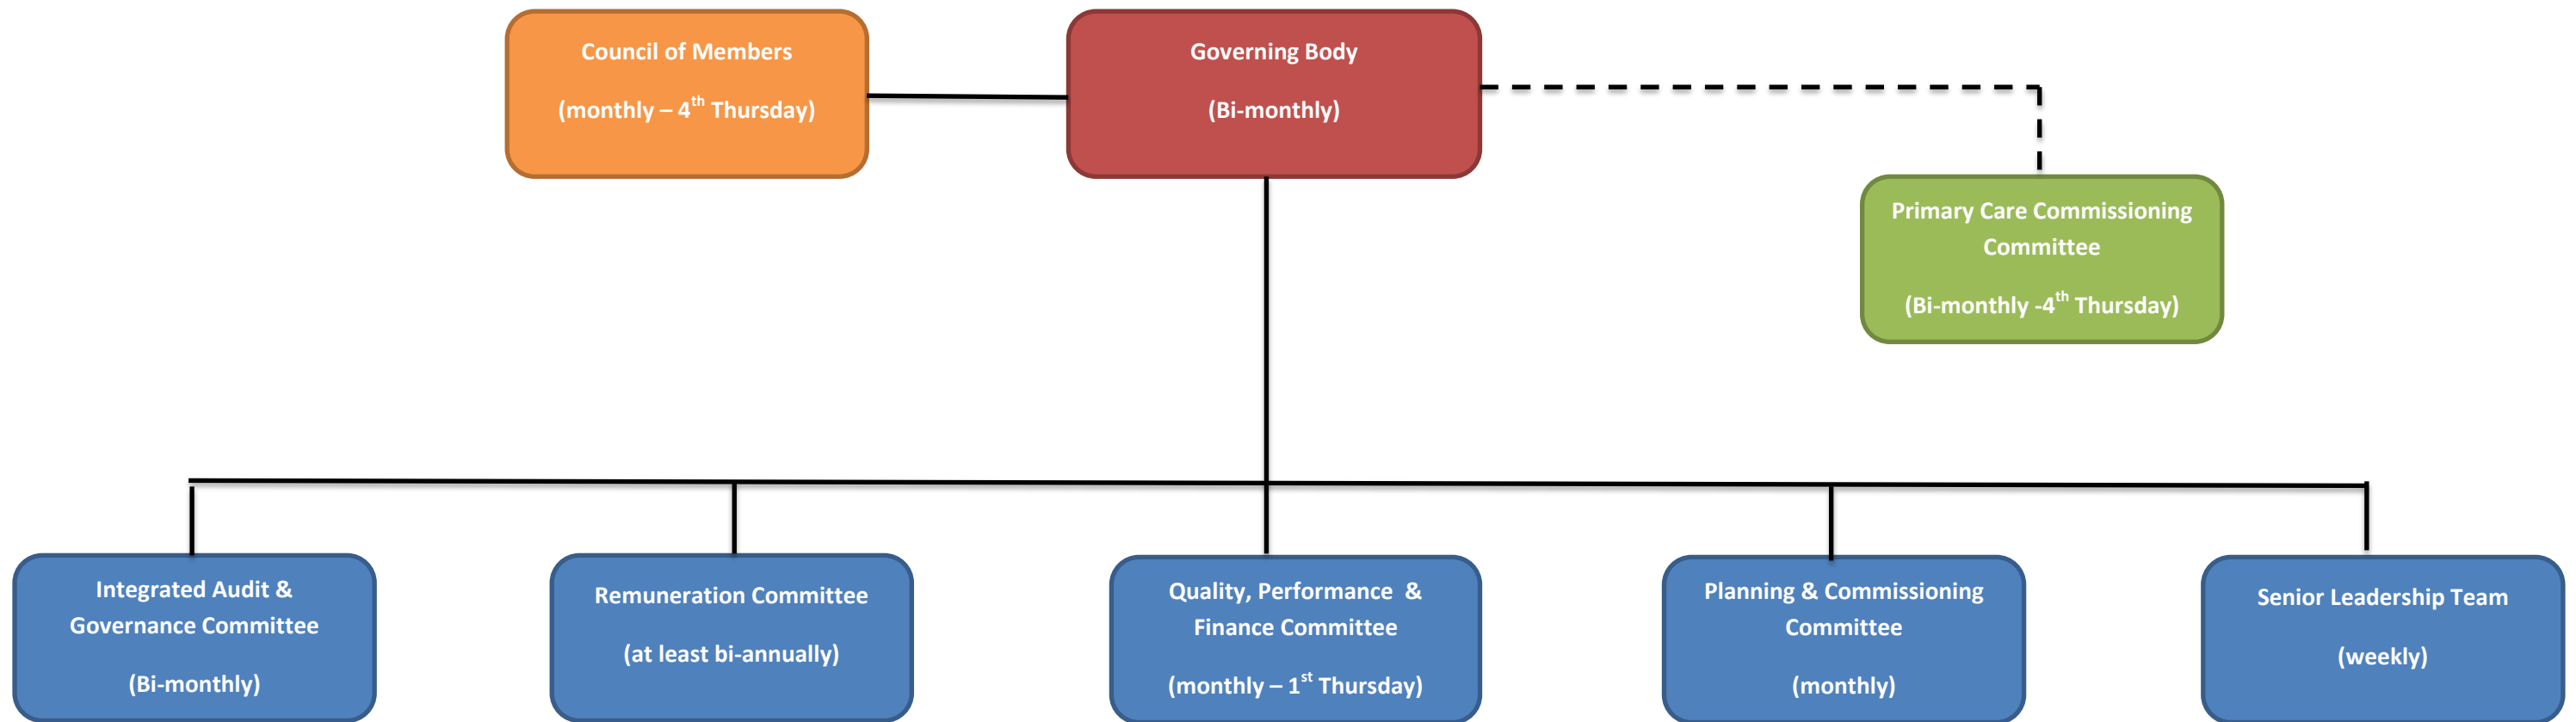 Council of Members
(monthly – 4th Thursday)
Governing Body
(Bi-monthly)
Primary Care Commissioning
Committee
(Bi-monthly -4th Thursday)
Integrated Audit &
Governance Committee
(Bi-monthly)
Remuneration Committee
(at least bi-annually)
Quality, Performance  &
Finance Committee
(monthly – 1st Thursday)
Planning & Commissioning
Committee
(monthly)
Senior Leadership Team
(weekly)